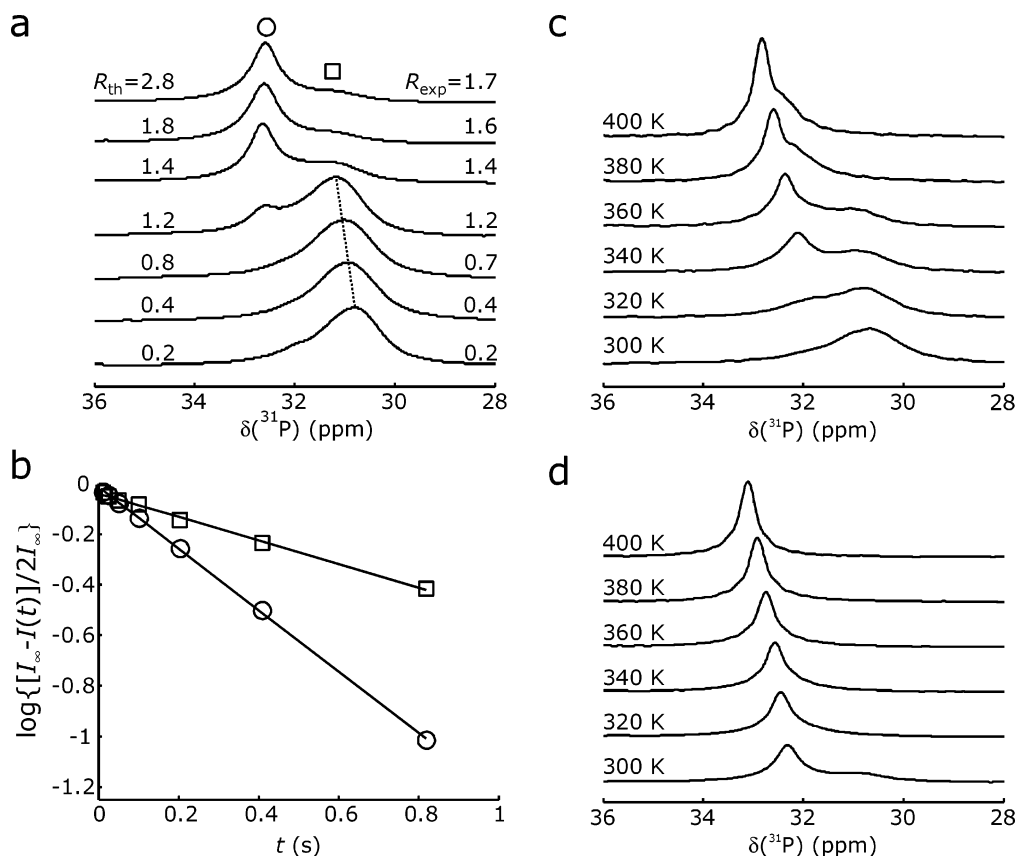 a
R_th=2.8 R_exp=1.7
1.8 1.6
1.4 1.4
1.2 1.2
0.8 0.7
0.4 0.4
0.2 0.2
36 34 32 30 28
δ(³¹P) (ppm)
b
0
-0.2
-0.4
-0.6
-0.8
-1
-1.2
log{[I∞-I(t)]/2I∞}
0 0.2 0.4 0.6 0.8 1
t (s)
c
400 K
380 K
360 K
340 K
320 K
300 K
36 34 32 30 28
δ(³¹P) (ppm)
d
400 K
380 K
360 K
340 K
320 K
300 K
36 34 32 30 28
δ(³¹P) (ppm)